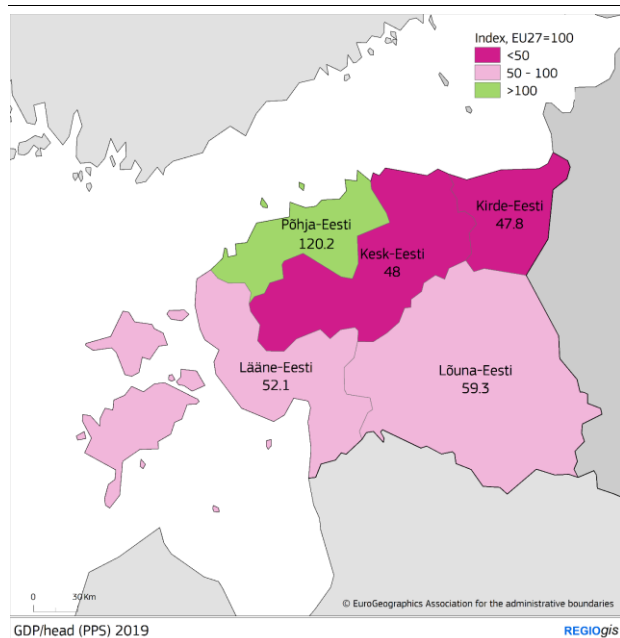 Index, EU27=100
<50
50 - 100
>100
Põhja-Eesti
120.2
Kirde-Eesti
47.8
Kesk-Eesti
48
Lääne-Eesti
52.1
Lõuna-Eesti
59.3
0 30 Km
© EuroGeographics Association for the administrative boundaries
GDP/head (PPS) 2019
REGIOgis